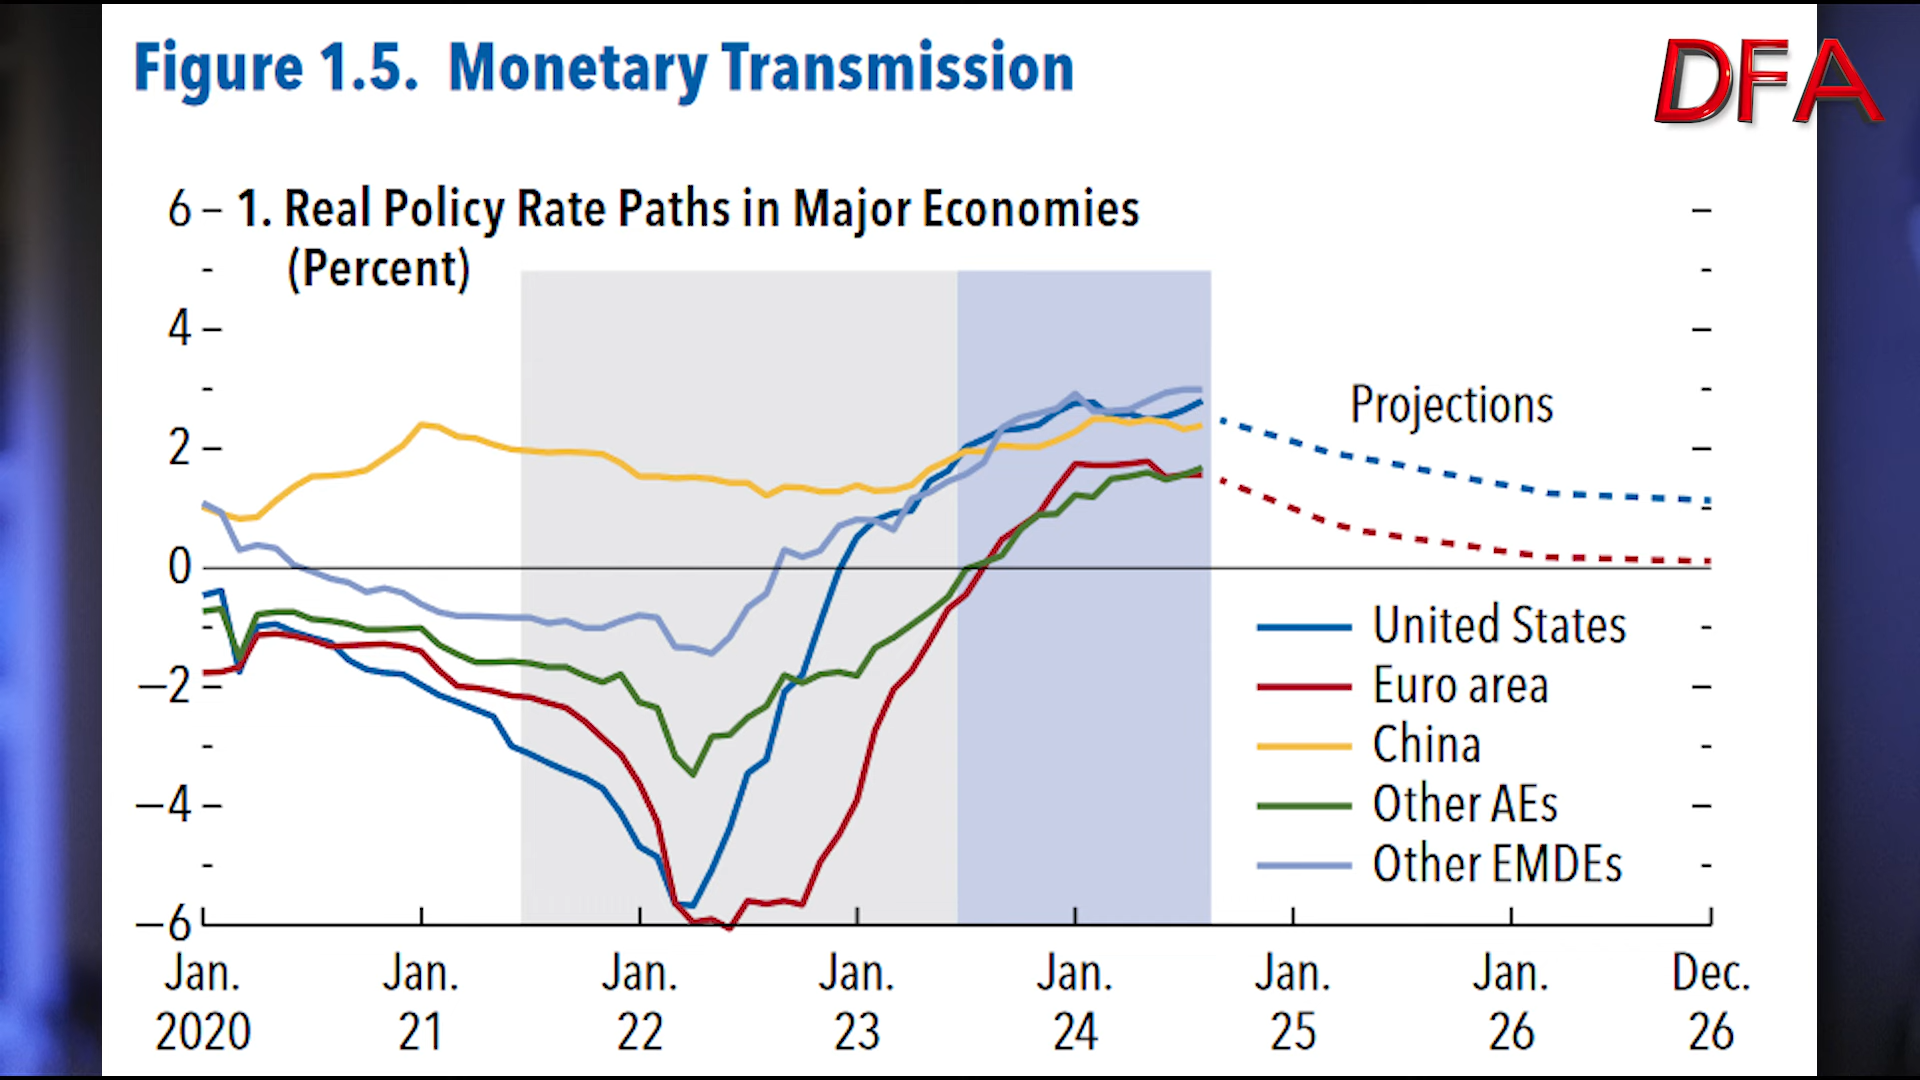 Figure 1.5. Monetary Transmission
DFA
1. Real Policy Rate Paths in Major Economies
(Percent)
6
4
2
0
−2
−4
−6
Projections
United States
Euro area
China
Other AEs
Other EMDEs
Jan. Jan. Jan. Jan. Jan. Jan. Jan. Dec.
2020 21 22 23 24 25 26 26